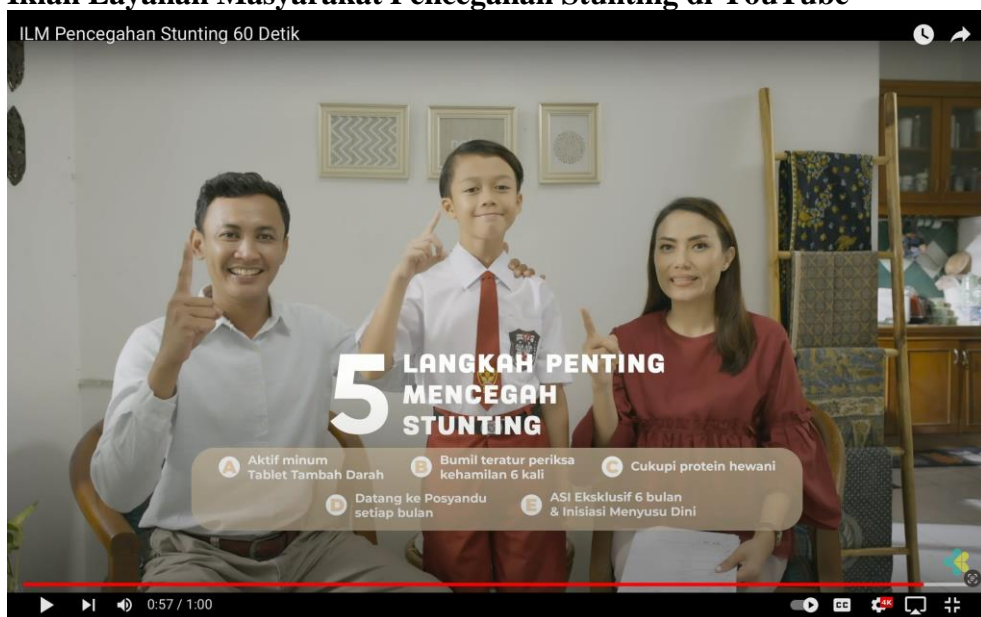 Iklan Layanan Masyarakat Pencegahan Stunting di YouTube
ILM Pencegahan Stunting 60 Detik
5 LANGKAH PENTING
MENCEGAH
STUNTING
A Aktif minum
Tablet Tambah Darah
B Bumil teratur periksa
kehamilan 6 kali
C Cukupi protein hewani
D Datang ke Posyandu
setiap bulan
E ASI Eksklusif 6 bulan
& Inisiasi Menyusu Dini
0:57 / 1:00
CC
4K